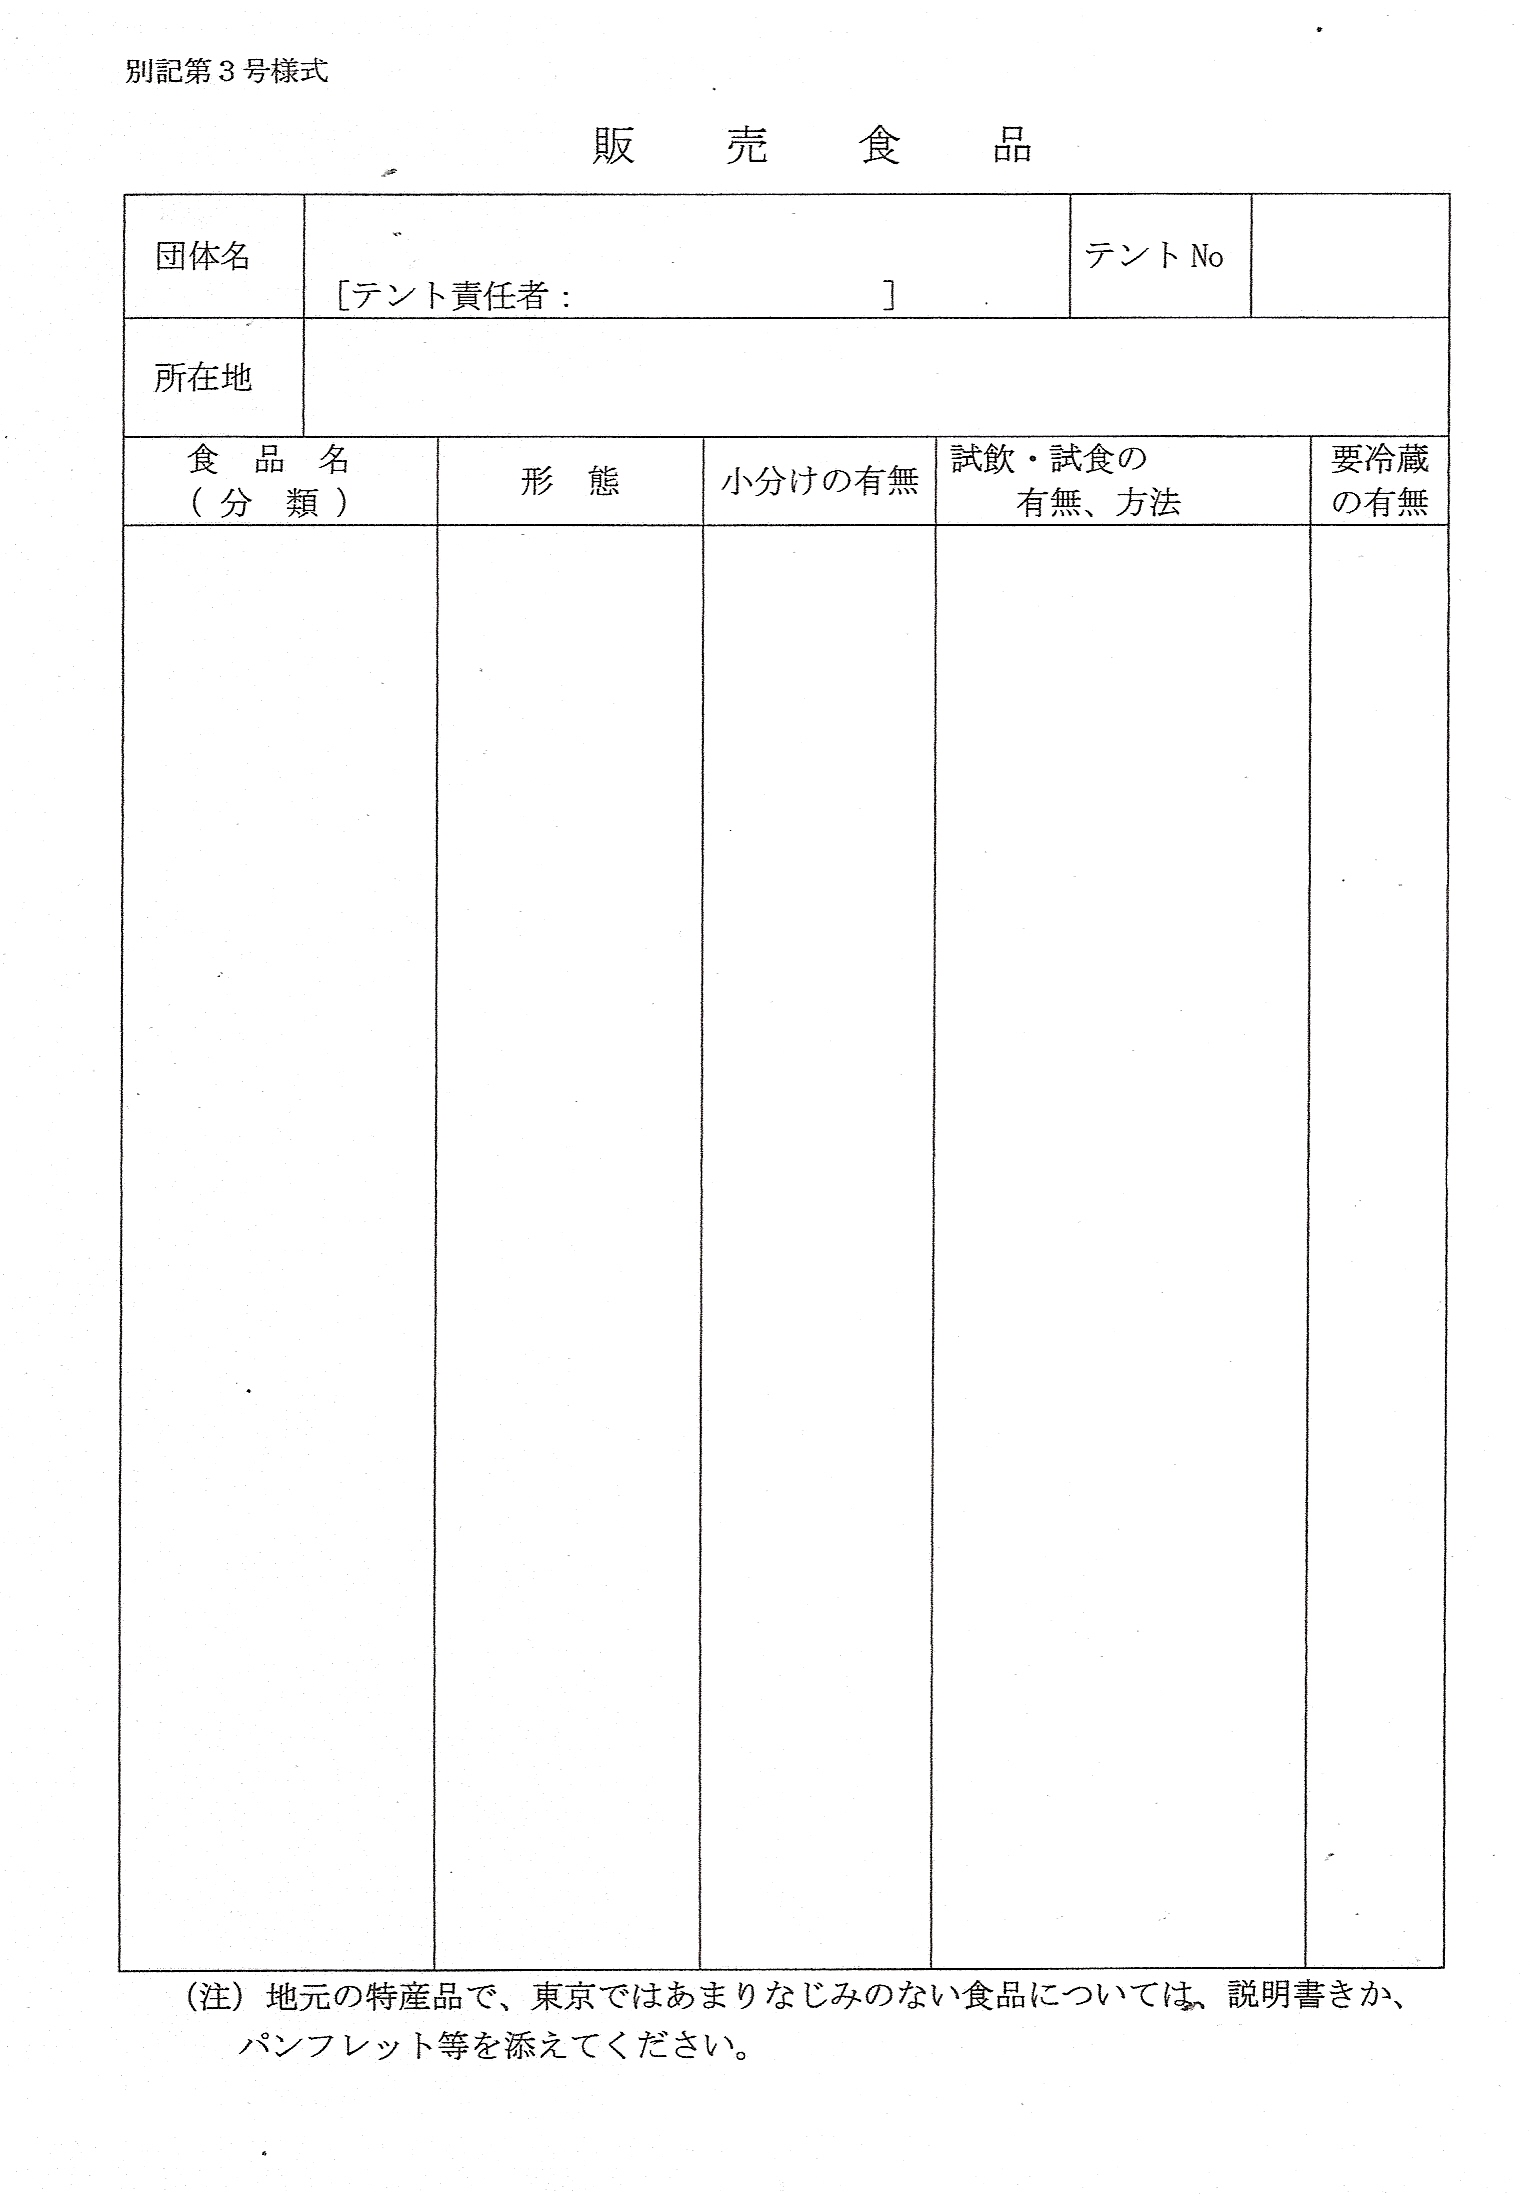 別記第３号様式
販　売　食　品
団体名
［テント責任者：　　　　　　　　　］
テント No
所在地
食　品　名
（ 分　類 ）
形　態
小分けの有無
試飲・試食の
有無、方法
要冷蔵
の有無
（注）地元の特産品で、東京ではあまりなじみのない食品については、説明書きか、
パンフレット等を添えてください。